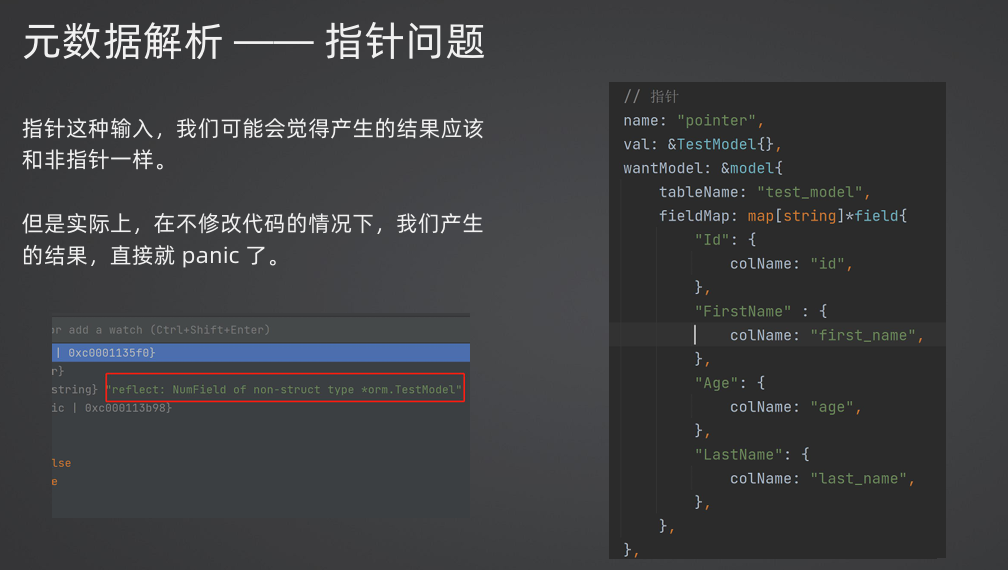 元数据解析 —— 指针问题
指针这种输入，我们可能会觉得产生的结果应该
和非指针一样。
但是实际上，在不修改代码的情况下，我们产生
的结果，直接就 panic 了。
or add a watch (Ctrl+Shift+Enter)
| 0xc0001135f0}
r}
string} "reflect: NumField of non-struct type *orm.TestModel"
ic | 0xc000113b98}
lse
e
// 指针
name: "pointer",
val: &TestModel{},
wantModel: &model{
tableName: "test_model",
fieldMap: map[string]*field{
"Id": {
colName: "id",
},
"FirstName" : {
colName: "first_name",
},
"Age": {
colName: "age",
},
"LastName": {
colName: "last_name",
},
},
},